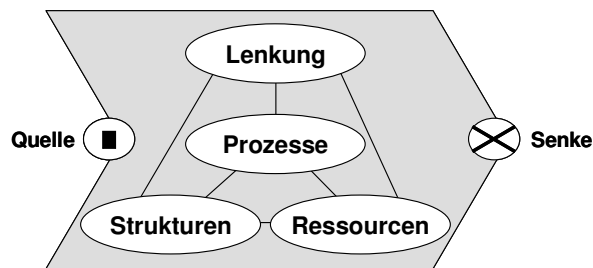 Lenkung
Quelle
Prozesse
Senke
Strukturen
Ressourcen